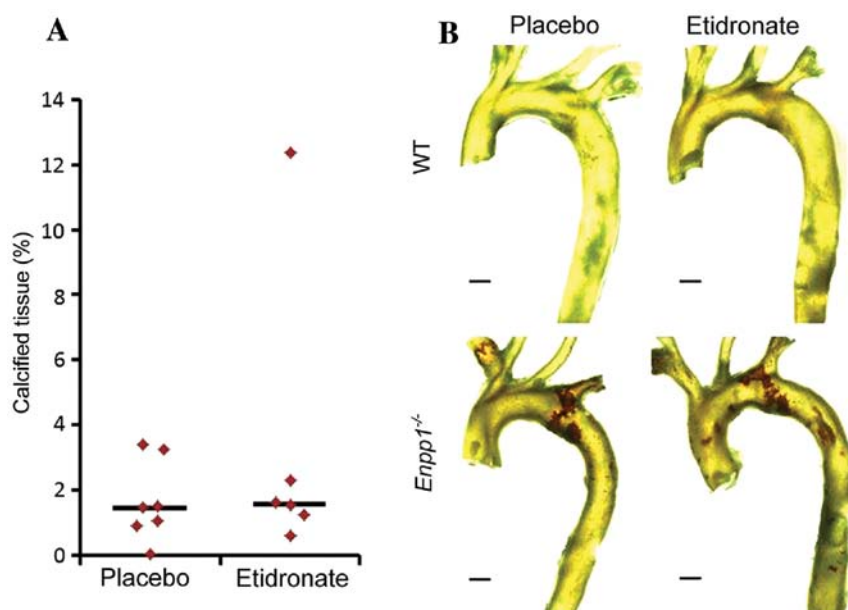 A
Calcified tissue (%)
14
12
10
8
6
4
2
0
Placebo
Etidronate
B
Placebo
Etidronate
WT
Enpp1-/-